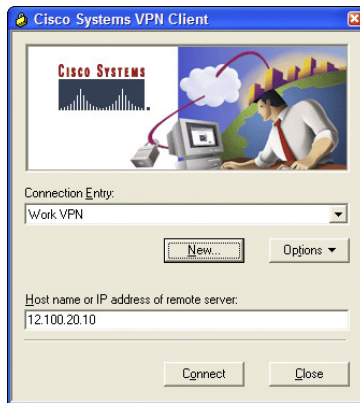 Cisco Systems VPN Client
CISCO SYSTEMS
Connection Entry:
Work VPN
New...
Options
Host name or IP address of remote server:
12.100.20.10
Connect
Close